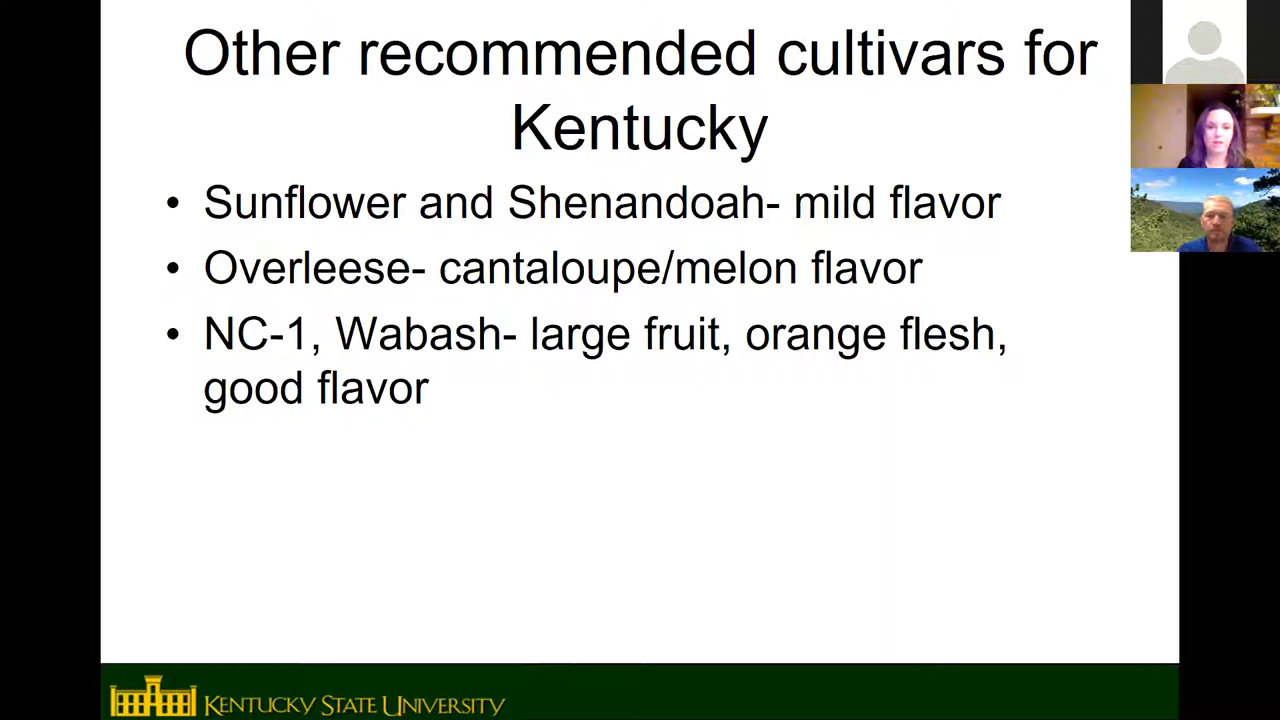 Other recommended cultivars for
Kentucky
• Sunflower and Shenandoah- mild flavor
• Overleese- cantaloupe/melon flavor
• NC-1, Wabash- large fruit, orange flesh,
good flavor
KENTUCKY STATE UNIVERSITY